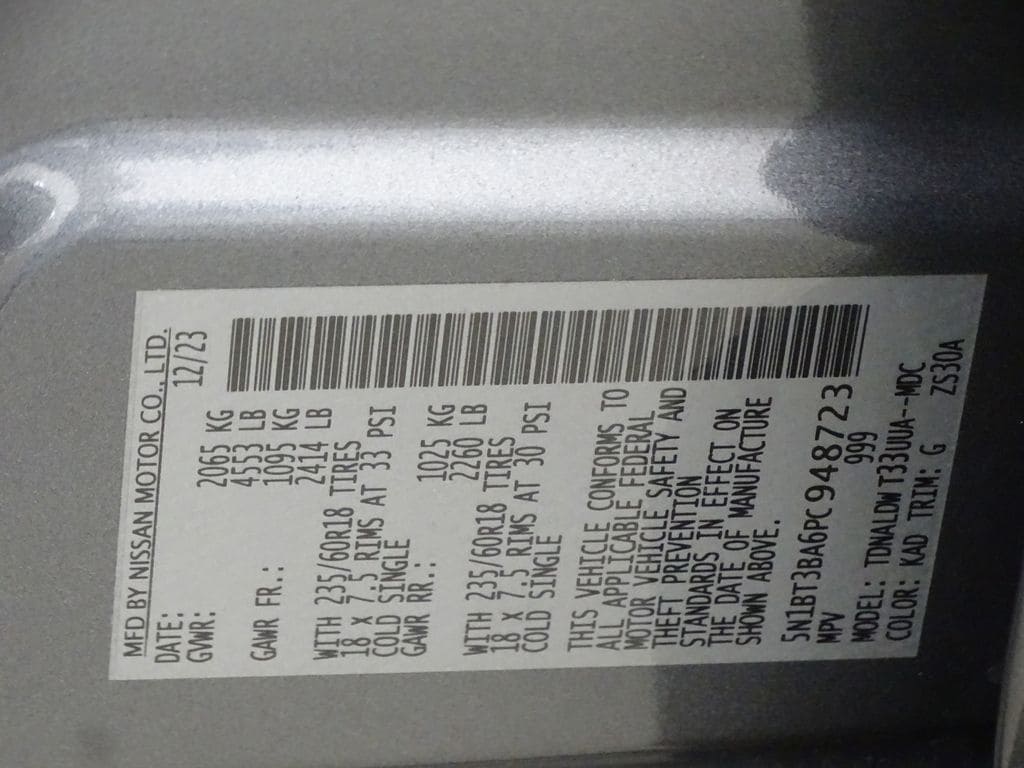 MFD BY NISSAN MOTOR CO., LTD.
DATE: 12/23
GVWR: 2065 KG
4553 LB
GAWR FR.: 1095 KG
2414 LB
WITH 235/60R18 TIRES
18 X 7.5 RIMS AT 33 PSI
COLD SINGLE
GAWR RR.: 1025 KG
2260 LB
WITH 235/60R18 TIRES
18 X 7.5 RIMS AT 30 PSI
COLD SINGLE
THIS VEHICLE CONFORMS TO
ALL APPLICABLE FEDERAL
MOTOR VEHICLE SAFETY AND
THEFT PREVENTION
STANDARDS IN EFFECT ON
THE DATE OF MANUFACTURE
SHOWN ABOVE.
5N1BT3BA6PC948723
MPV 999
MODEL: TDNALDWT33UUA--MDC
COLOR: KAD TRIM: G ZS30A